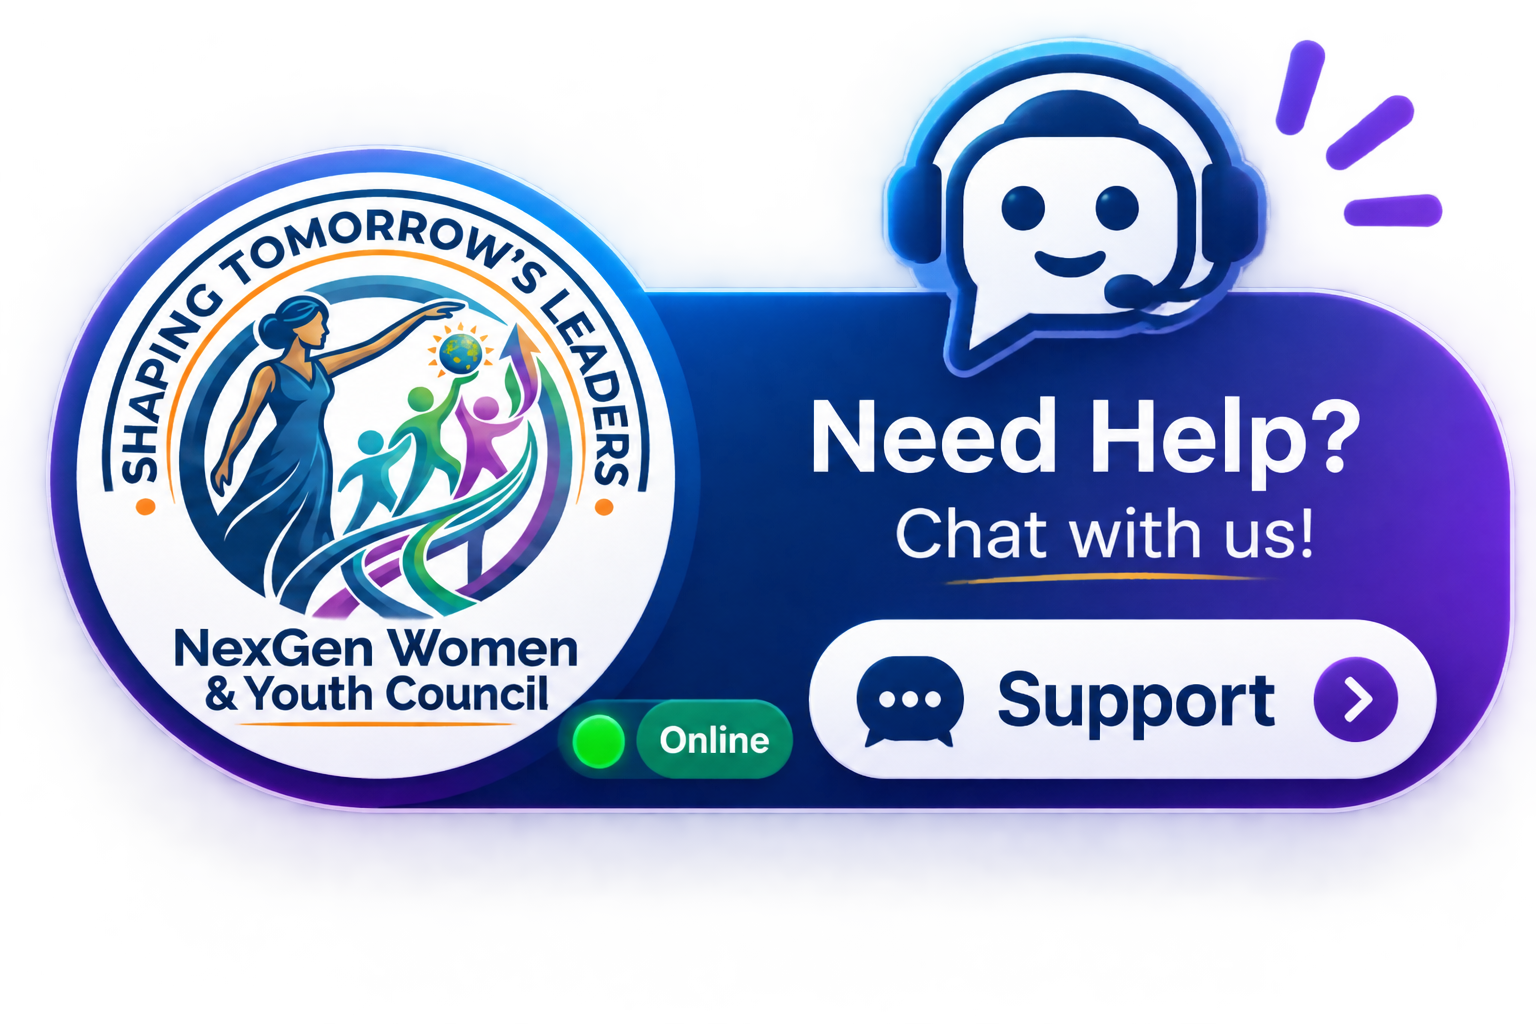 SHAPING TOMORROW'S LEADERS
NexGen Women
& Youth Council
Online
Need Help?
Chat with us!
Support